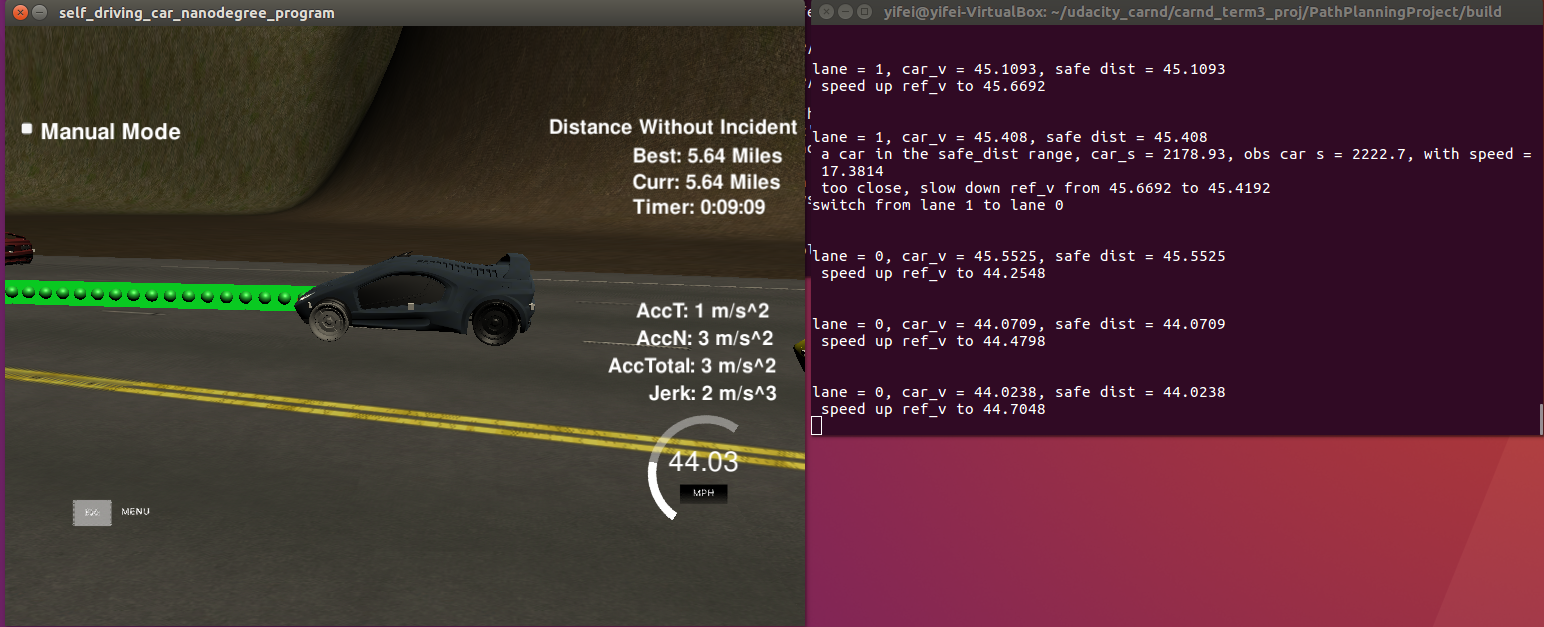 self_driving_car_nanodegree_program
Manual Mode
Distance Without Incident
Best: 5.64 Miles
Curr: 5.64 Miles
Timer: 0:09:09
AccT: 1 m/s^2
AccN: 3 m/s^2
AccTotal: 3 m/s^2
Jerk: 2 m/s^3
44.03
MPH
MENU
yifei@yifei-VirtualBox: ~/udacity_carnd/carnd_term3_proj/PathPlanningProject/build
lane = 1, car_v = 45.1093, safe dist = 45.1093
speed up ref_v to 45.6692
lane = 1, car_v = 45.408, safe dist = 45.408
a car in the safe_dist range, car_s = 2178.93, obs car s = 2222.7, with speed =
17.3814
too close, slow down ref_v from 45.6692 to 45.4192
switch from lane 1 to lane 0
lane = 0, car_v = 45.5525, safe dist = 45.5525
speed up ref_v to 44.2548
lane = 0, car_v = 44.0709, safe dist = 44.0709
speed up ref_v to 44.4798
lane = 0, car_v = 44.0238, safe dist = 44.0238
speed up ref_v to 44.7048